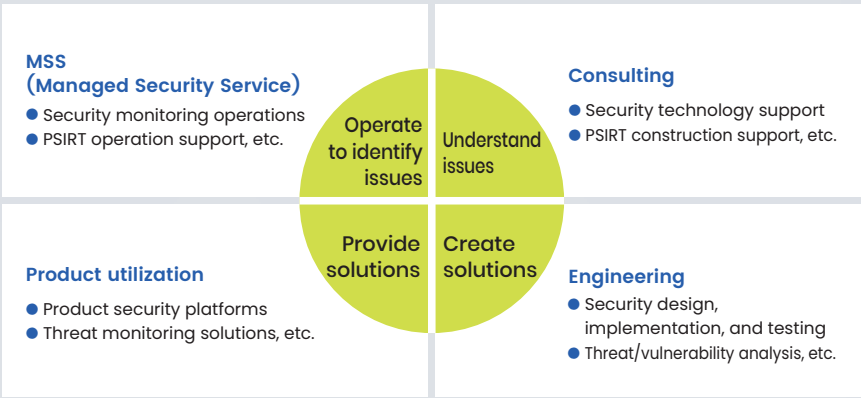 MSS
(Managed Security Service)
● Security monitoring operations
● PSIRT operation support, etc.
Operate
to identify
issues
Understand
issues
Consulting
● Security technology support
● PSIRT construction support, etc.
Product utilization
● Product security platforms
● Threat monitoring solutions, etc.
Provide
solutions
Create
solutions
Engineering
● Security design,
implementation, and testing
● Threat/vulnerability analysis, etc.